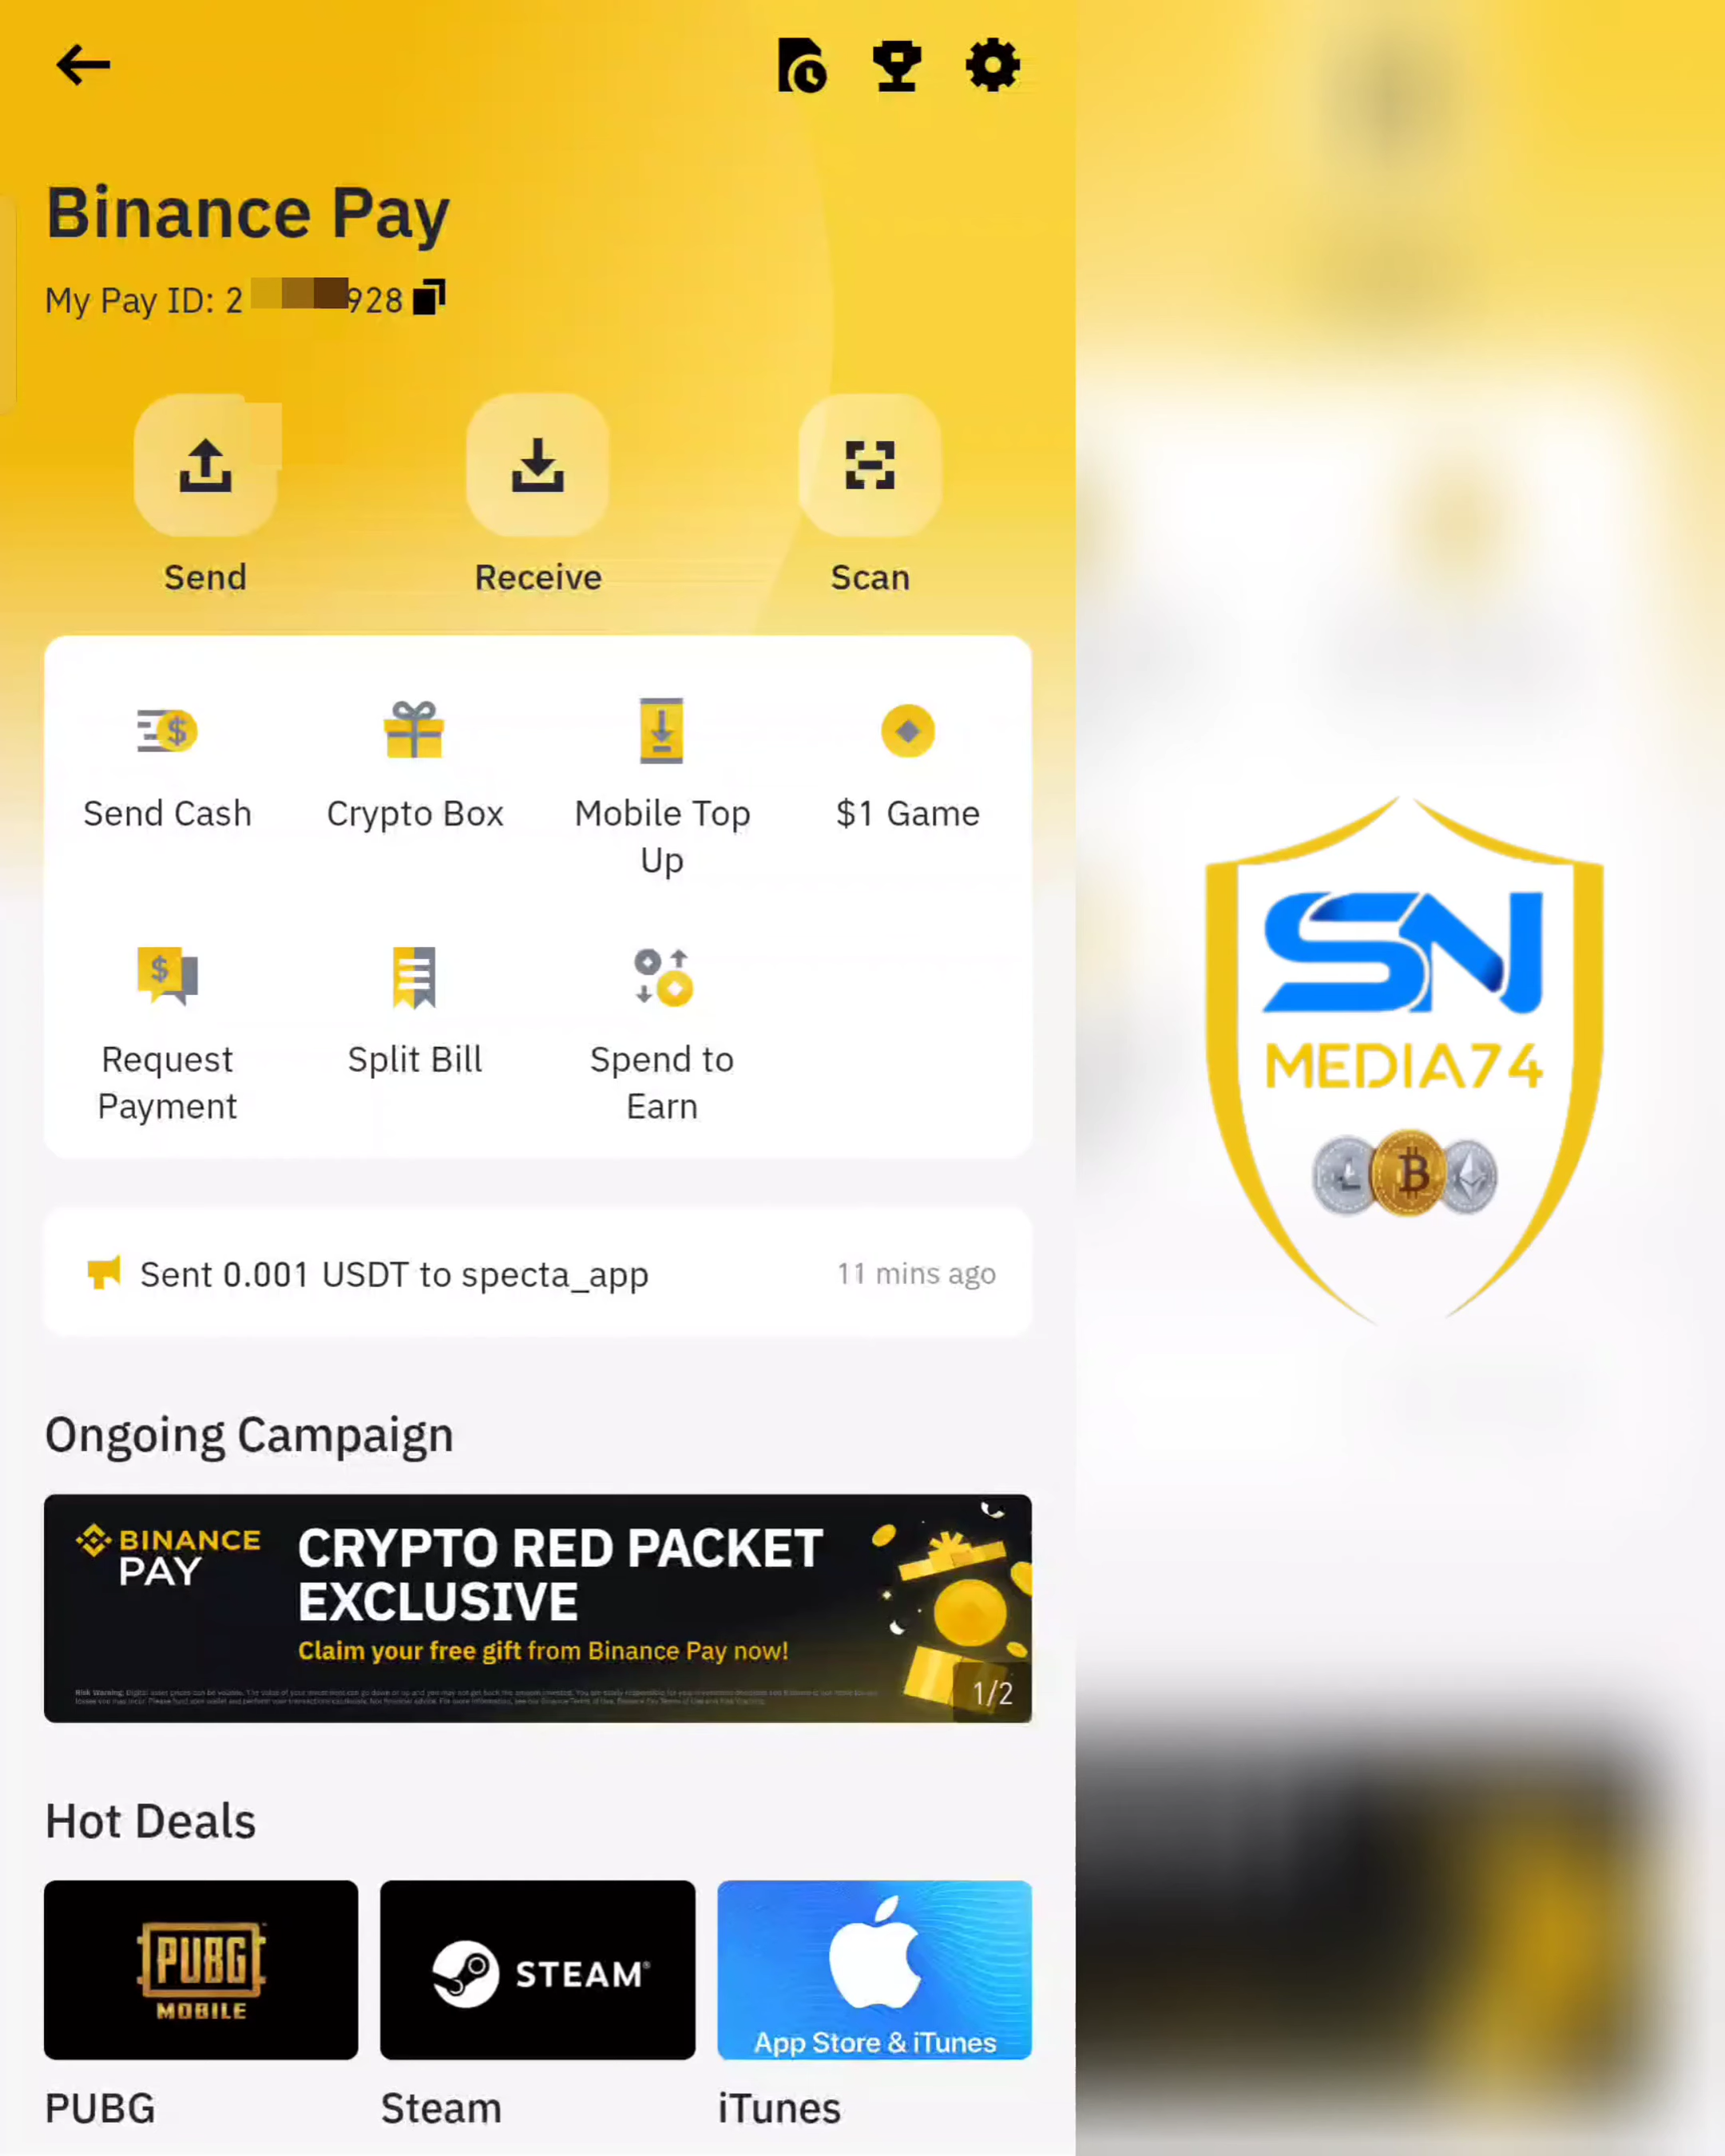 Binance Pay
My Pay ID: 2 928
Send
Receive
Scan
Send Cash
Crypto Box
Mobile Top
Up
$1 Game
Request
Payment
Split Bill
Spend to
Earn
Sent 0.001 USDT to specta_app
11 mins ago
Ongoing Campaign
BINANCE
PAY
CRYPTO RED PACKET
EXCLUSIVE
Claim your free gift from Binance Pay now!
1/2
Hot Deals
PUBG
MOBILE
STEAM®
App Store & iTunes
PUBG
Steam
iTunes
SN
MEDIA74